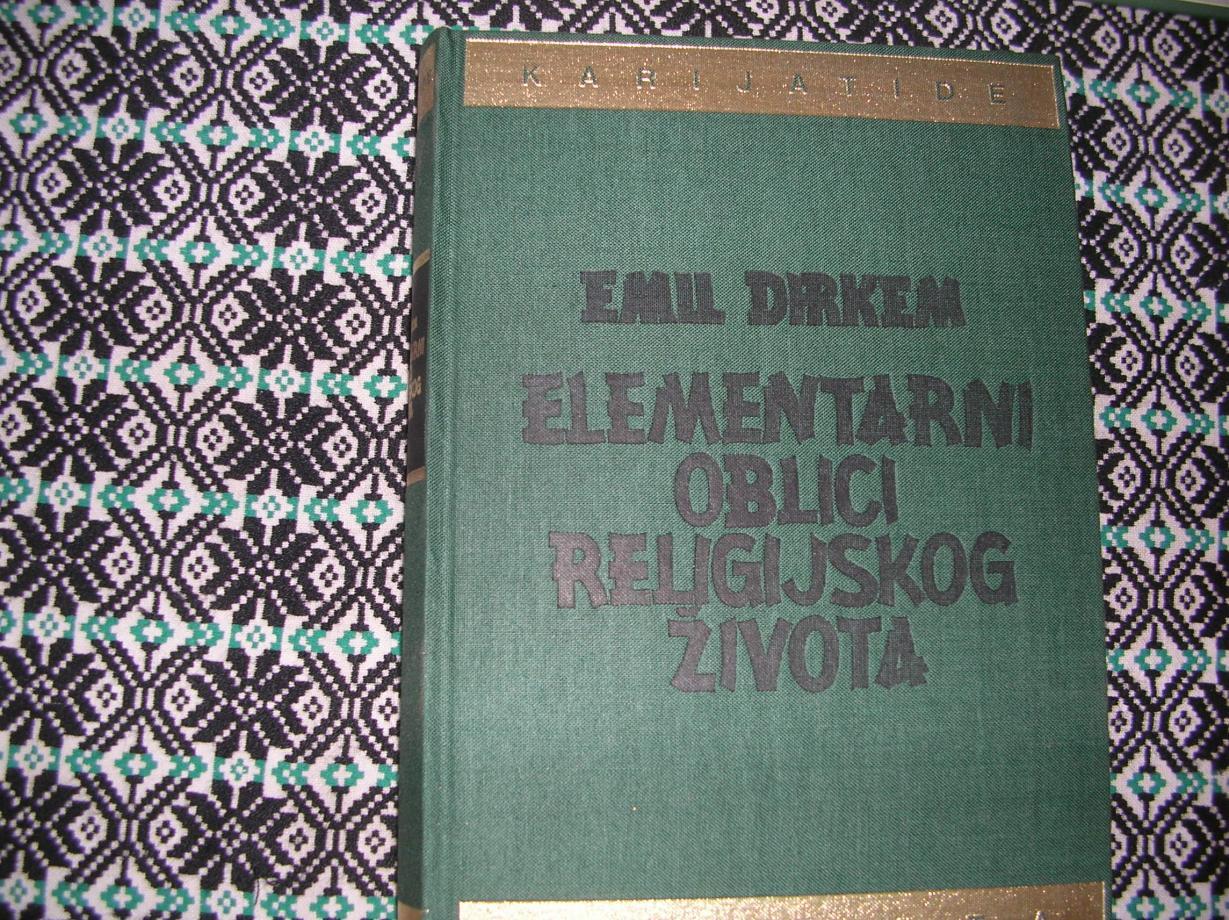 KARIJATIDE
EMIL DIRKEM
ELEMENTARNI
OBLICI
RELIGIJSKOG
ŽIVOTA